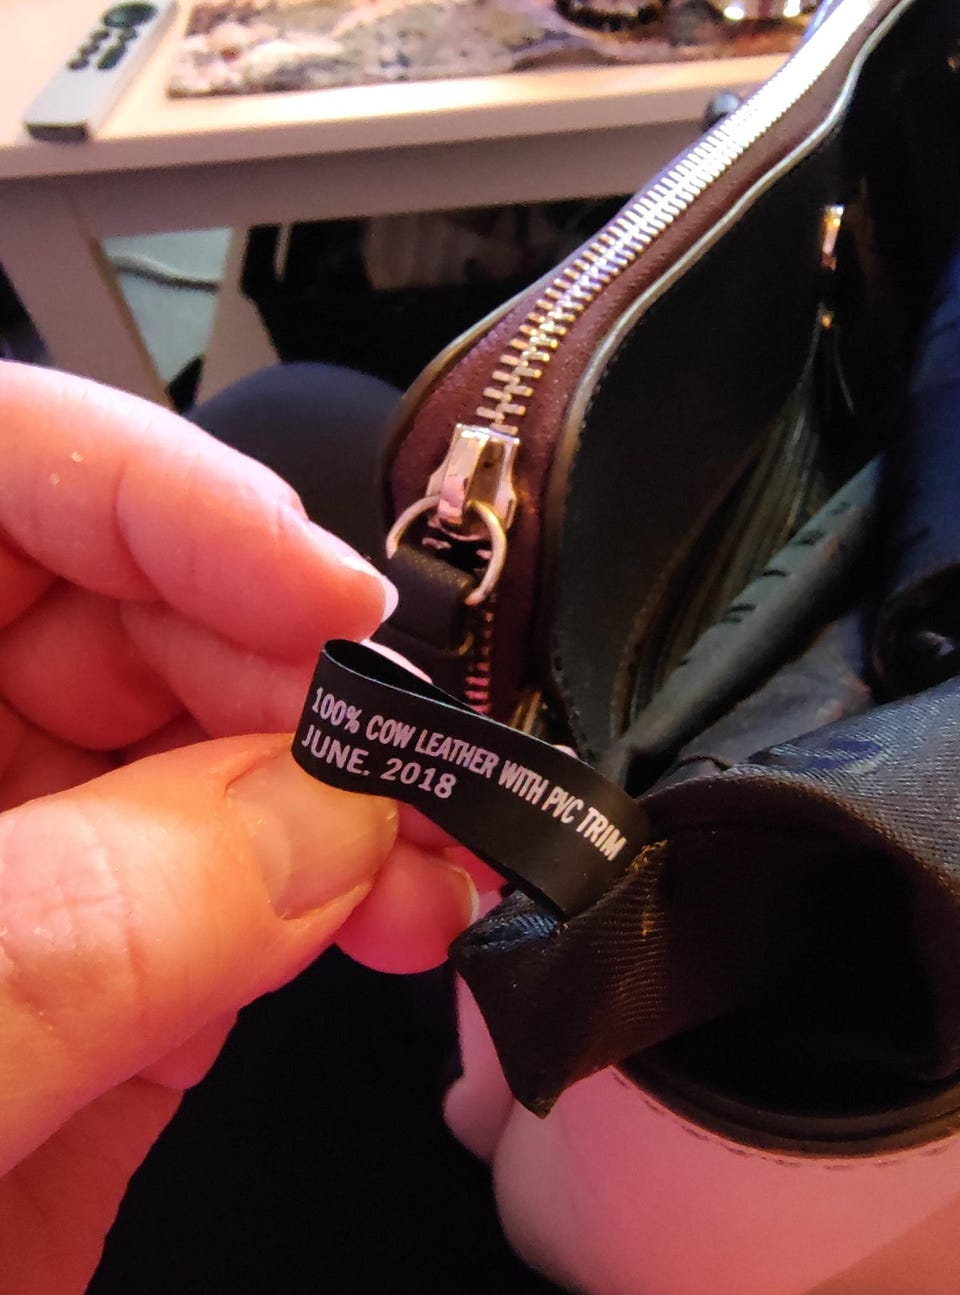 100% COW LEATHER WITH PVC TRIM
JUNE. 2018